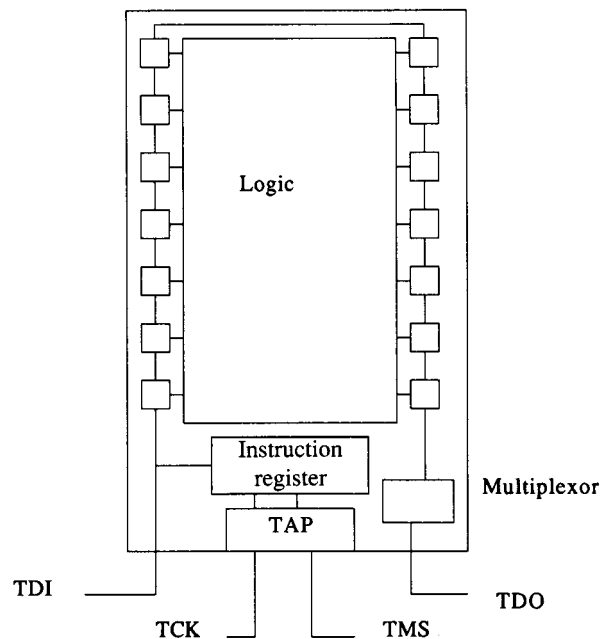 Logic
Instruction
register
Multiplexor
TAP
TDI
TDO
TCK
TMS